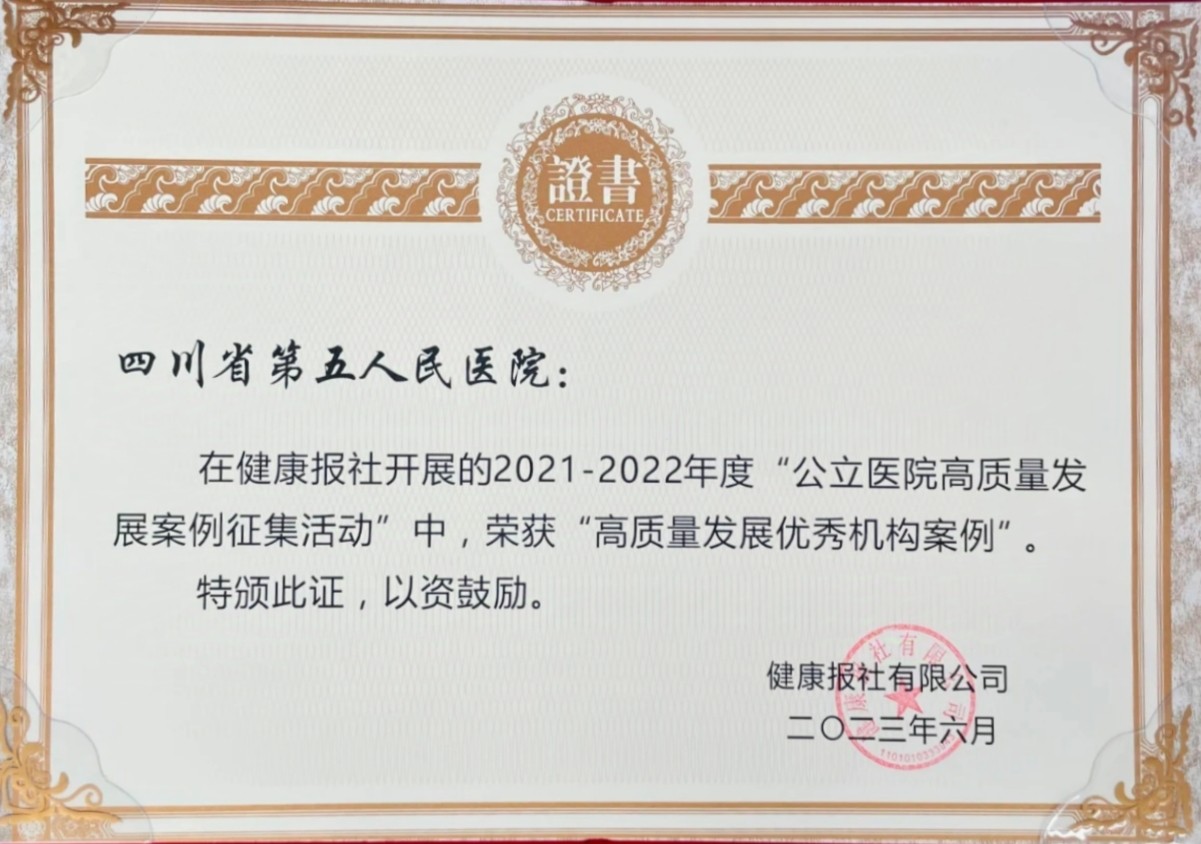 證書
CERTIFICATE
四川省第五人民医院：
在健康报社开展的2021-2022年度“公立医院高质量发
展案例征集活动”中，荣获“高质量发展优秀机构案例”。
特颁此证，以资鼓励。
健康报社有限公司
二〇二三年六月